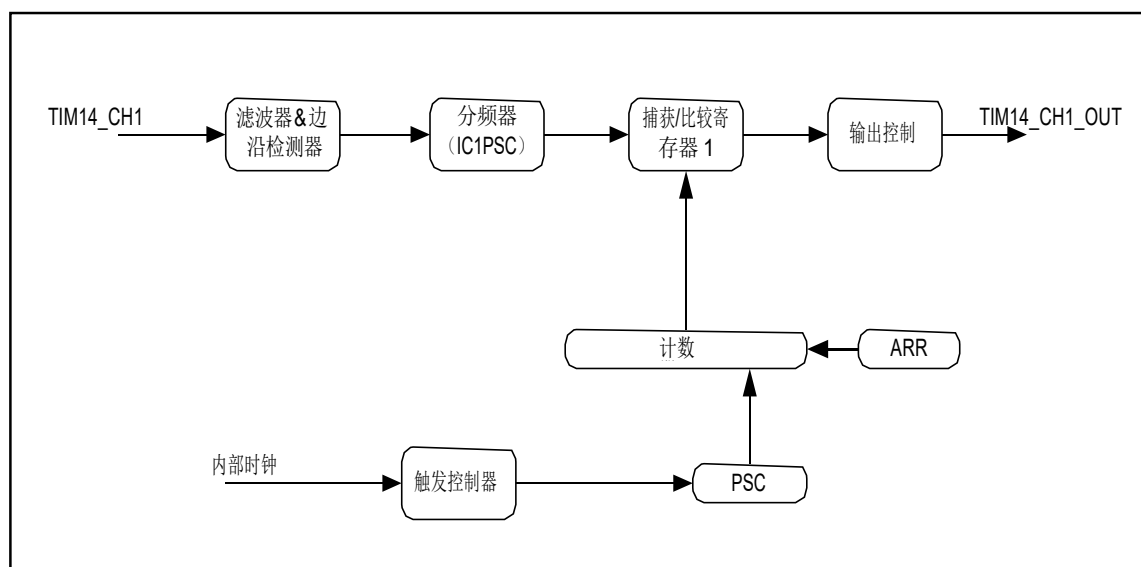 TIM14_CH1
滤波器&边
沿检测器
分频器
（IC1PSC）
捕获/比较寄
存器 1
输出控制
TIM14_CH1_OUT
计数
ARR
内部时钟
触发控制器
PSC